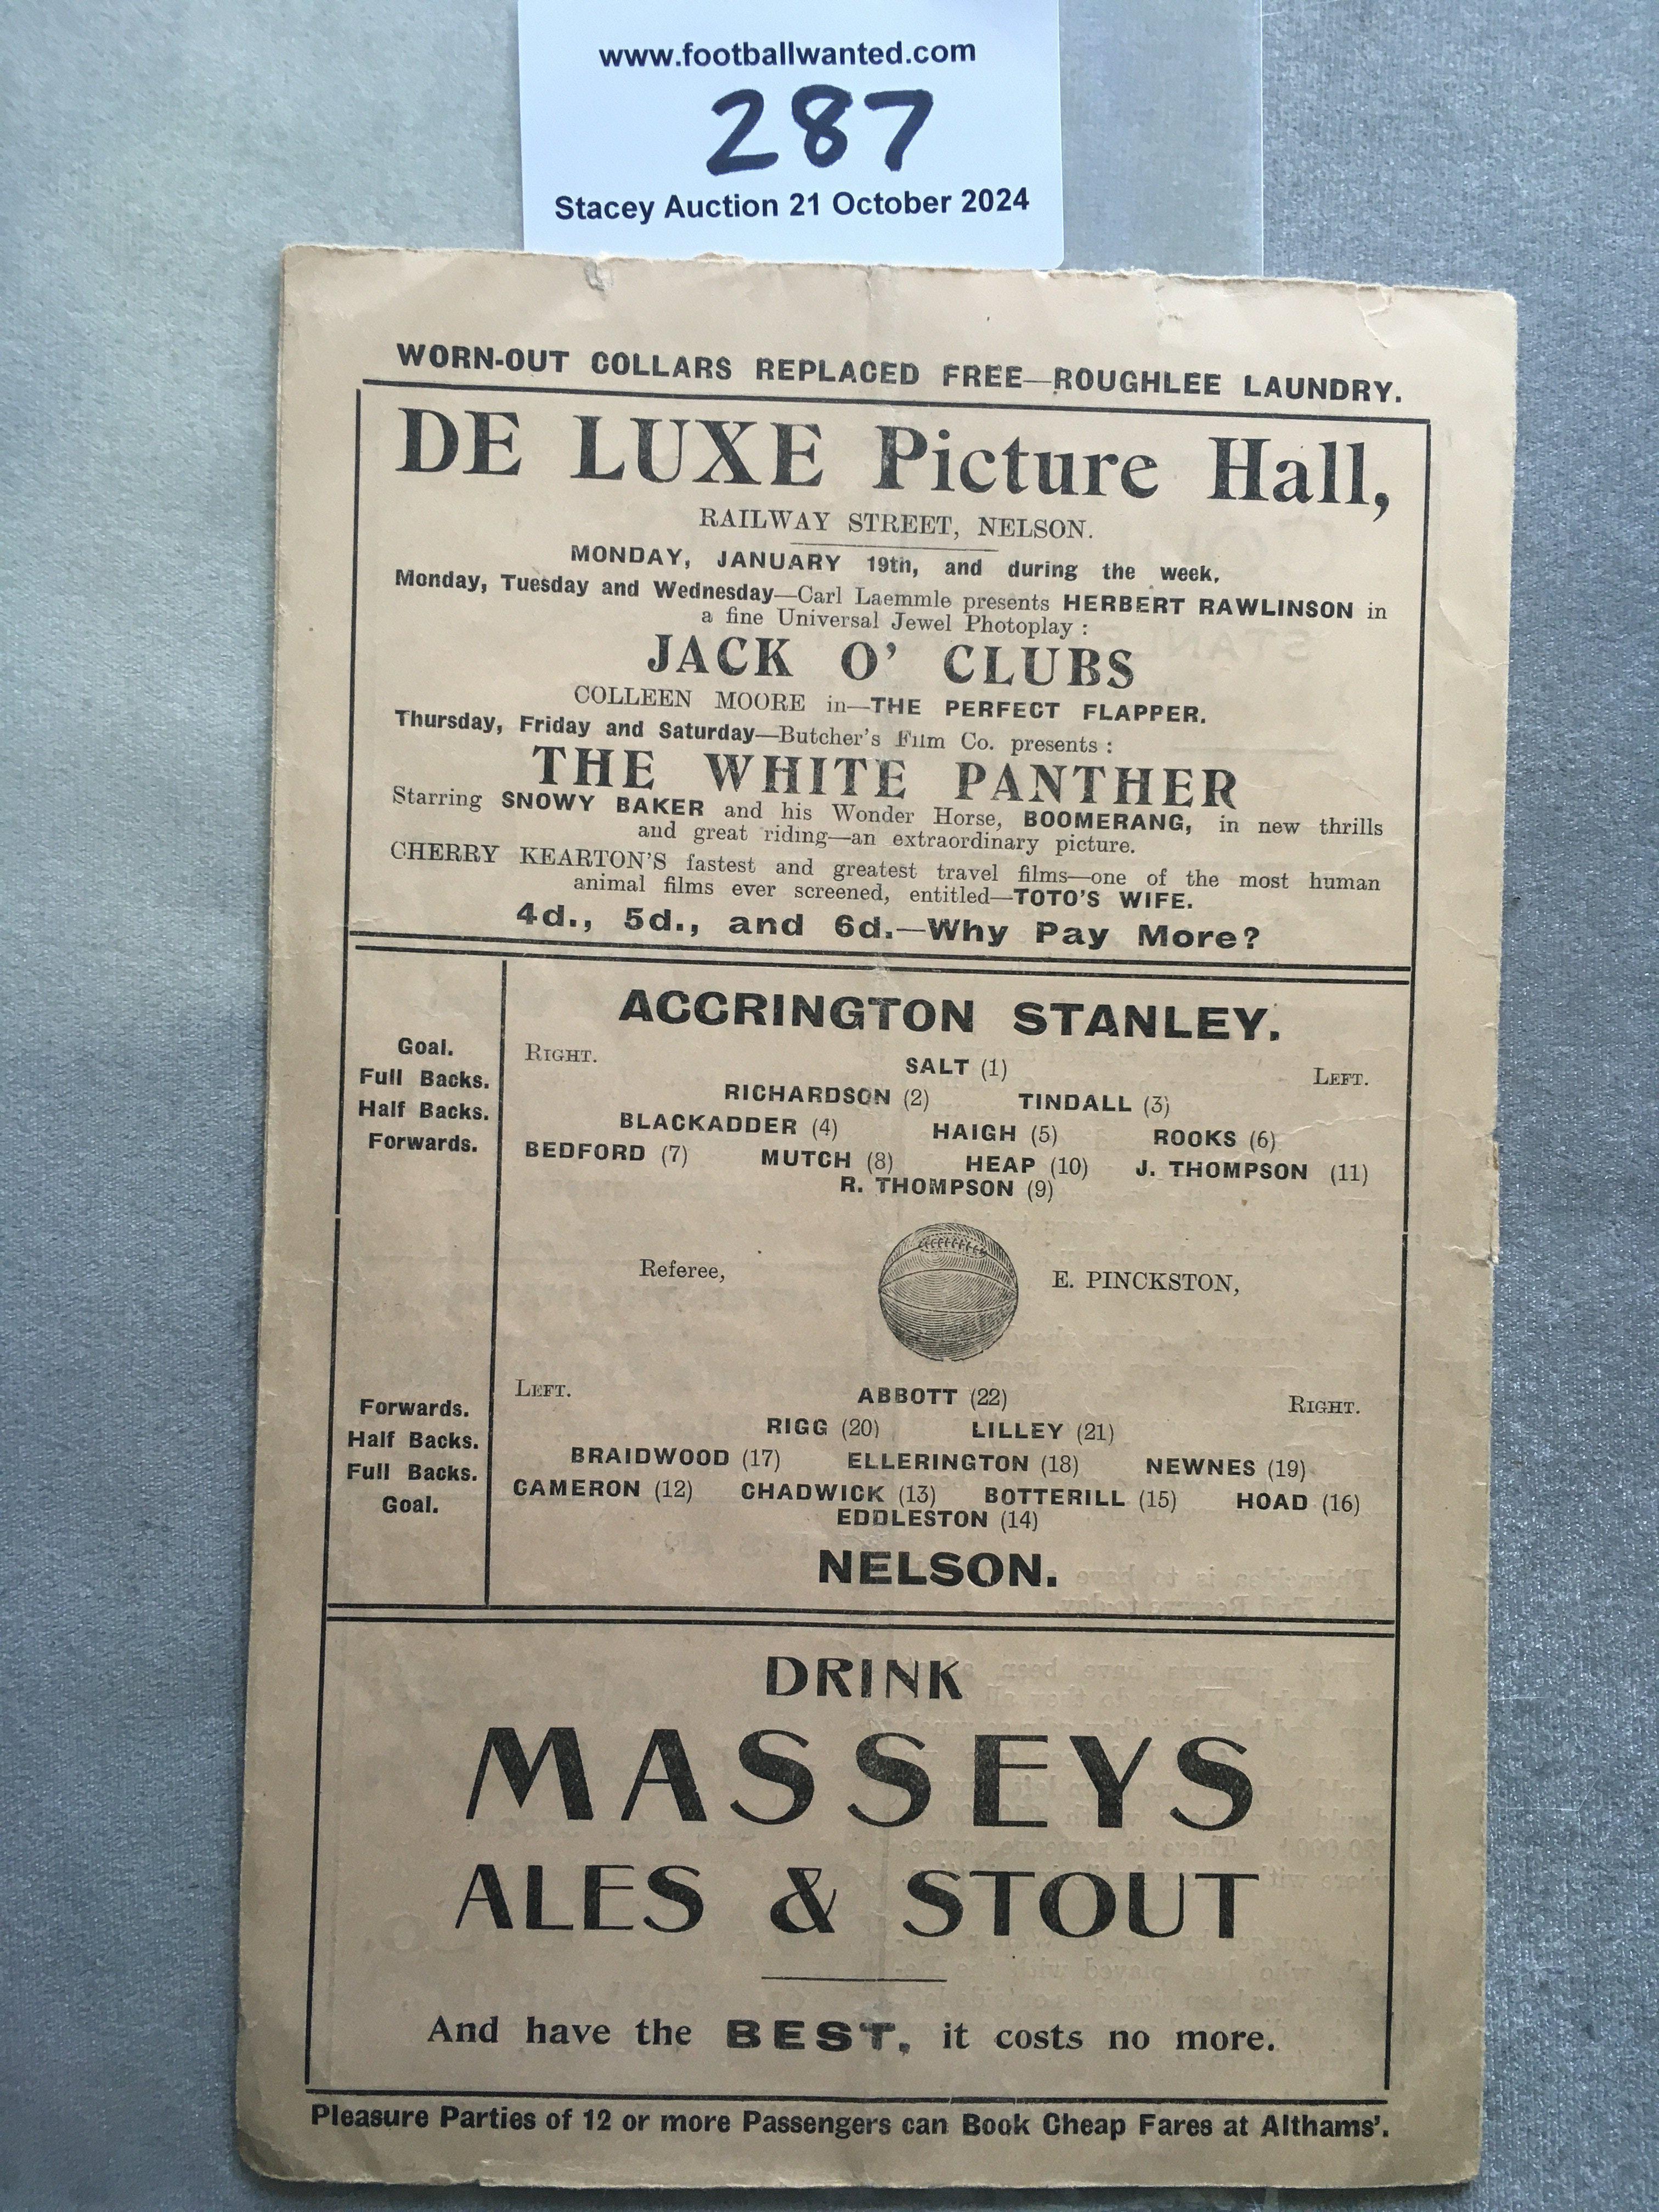 www.footballwanted.com
287
Stacey Auction 21 October 2024
WORN-OUT COLLARS REPLACED FREE—ROUGHLEE LAUNDRY.
DE LUXE Picture Hall,
RAILWAY STREET, NELSON.
MONDAY, JANUARY 19th, and during the week.
Monday, Tuesday and Wednesday—Carl Laemmle presents HERBERT RAWLINSON in
a fine Universal Jewel Photoplay :
JACK O' CLUBS
COLLEEN MOORE in—THE PERFECT FLAPPER.
Thursday, Friday and Saturday—Butcher's Film Co. presents :
THE WHITE PANTHER
Starring SNOWY BAKER and his Wonder Horse, BOOMERANG, in new thrills
and great riding—an extraordinary picture.
CHERRY KEARTON'S fastest and greatest travel films—one of the most human
animal films ever screened, entitled—TOTO'S WIFE.
4d., 5d., and 6d.—Why Pay More?
ACCRINGTON STANLEY.
Goal.
Full Backs.
Half Backs.
Forwards.
RIGHT.
LEFT.
SALT (1)
RICHARDSON (2) TINDALL (3)
BLACKADDER (4) HAIGH (5) ROOKS (6)
BEDFORD (7) MUTCH (8) HEAP (10) J. THOMPSON (11)
R. THOMPSON (9)
Referee, E. PINCKSTON,
Forwards.
Half Backs.
Full Backs.
Goal.
LEFT.
RIGHT.
ABBOTT (22)
RIGG (20) LILLEY (21)
BRAIDWOOD (17) ELLERINGTON (18) NEWNES (19)
CAMERON (12) CHADWICK (13) BOTTERILL (15) HOAD (16)
EDDLESTON (14)
NELSON.
DRINK
MASSEYS
ALES & STOUT
And have the BEST, it costs no more.
Pleasure Parties of 12 or more Passengers can Book Cheap Fares at Althams'.